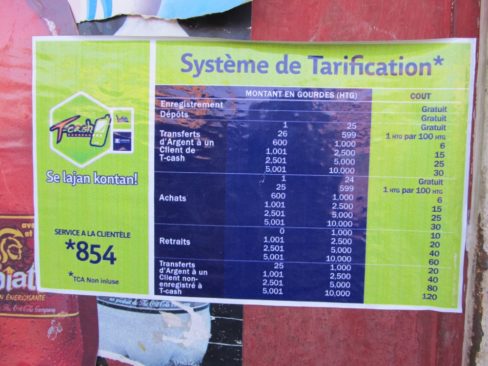 T-cash
Se lajan kontan!
SERVICE A LA CLIENTÈLE
*854
*TCA Non inluse
Système de Tarification*
MONTANT EN GOURDES (HTG) COUT
Enregistrement Gratuit
Dépôts Gratuit
1 25 Gratuit
Transferts 26 599 1 HTG par 100 HTG
d'Argent à un 600 1,000 6
Client de 1,001 2,500 15
T-cash 2,501 5,000 25
5,001 10,000 30
1 24 Gratuit
25 599 1 HTG par 100 HTG
Achats 600 1,000 6
1,001 2,500 15
2,501 5,000 25
5,001 10,000 30
0 1,000 10
Retraits 1,001 2,500 20
2,501 5,000 40
5,001 10,000 60
Transferts 25 1,000 20
d'Argent à un 1,001 2,500 40
Client non- 2,501 5,000 80
enregistré à 5,001 10,000 120
T-cash